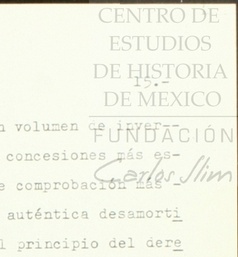 CENTRO DE
ESTUDIOS
DE HISTORIA
15.-
DE MEXICO
n volumen de inver--
FUNDACIÓN
concesiones más es-
Carlos Slim
e comprobación más -
auténtica desamorti
l principio del dere